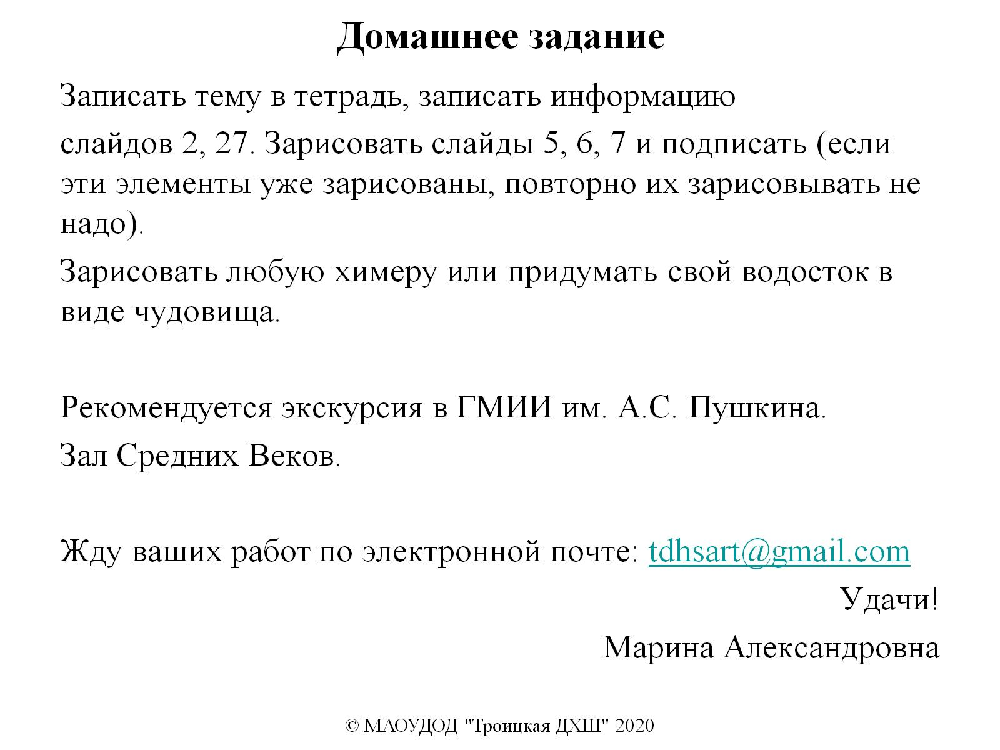 Домашнее задание
Записать тему в тетрадь, записать информацию
слайдов 2, 27. Зарисовать слайды 5, 6, 7 и подписать (если
эти элементы уже зарисованы, повторно их зарисовывать не
надо).
Зарисовать любую химеру или придумать свой водосток в
виде чудовища.
Рекомендуется экскурсия в ГМИИ им. А.С. Пушкина.
Зал Средних Веков.
Жду ваших работ по электронной почте: tdhsart@gmail.com
Удачи!
Марина Александровна
© МАОУДОД "Троицкая ДХШ" 2020